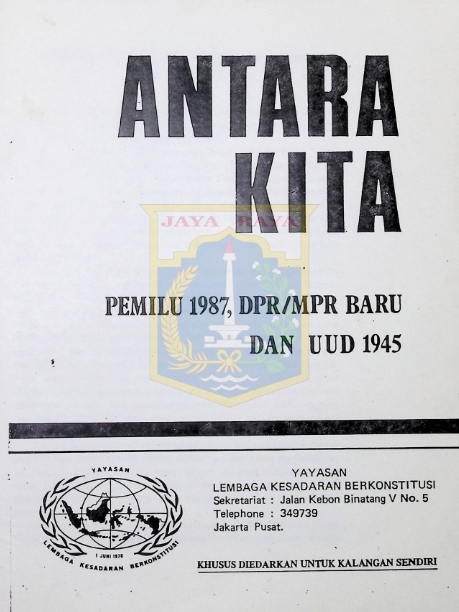 ANTARA
KITA
JAYA RAYA
PEMILU 1987, DPR/MPR BARU
DAN UUD 1945
YAYASAN
LEMBAGA KESADARAN BERKONSTITUSI
1 JUNI 1978
YAYASAN
LEMBAGA KESADARAN BERKONSTITUSI
Sekretariat : Jalan Kebon Binatang V No. 5
Telephone : 349739
Jakarta Pusat.
KHUSUS DIEDARKAN UNTUK KALANGAN SENDIRI